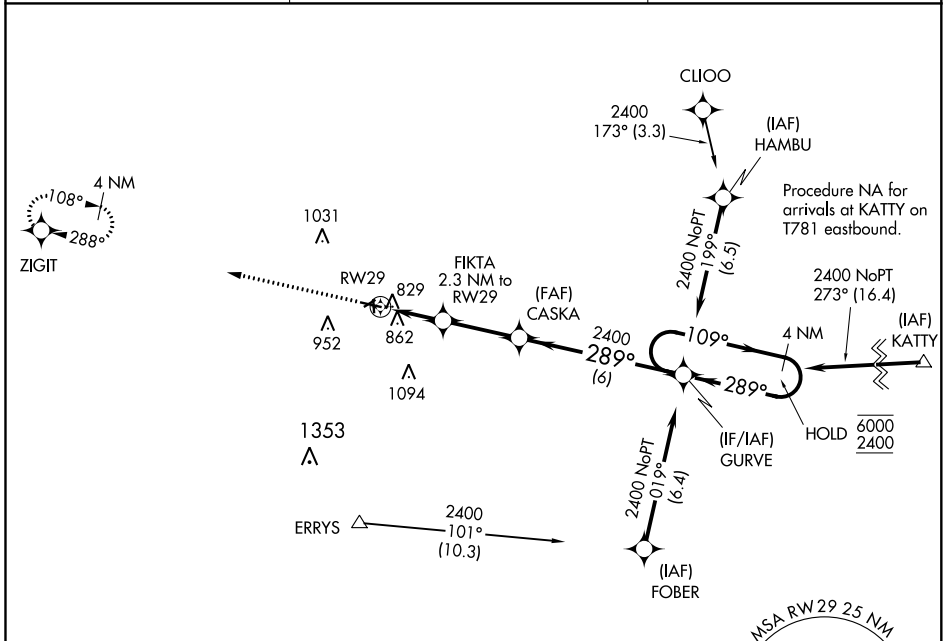 CLIOO
2400
173° (3.3)
(IAF)
HAMBU
4 NM
108°
288°
ZIGIT
Procedure NA for
arrivals at KATTY on
T781 eastbound.
1031
2400 NoPT
199°
(6.5)
FIKTA
2.3 NM to
RW29
RW29
829
(FAF)
CASKA
2400 NoPT
273° (16.4)
(IAF)
KATTY
952
862
1094
2400
289°
(6)
109°
4 NM
289°
HOLD
6000
2400
(IF/IAF)
GURVE
1353
2400 NoPT
019°
(6.4)
ERRYS
2400
101°
(10.3)
(IAF)
FOBER
MSA RW29 25 NM